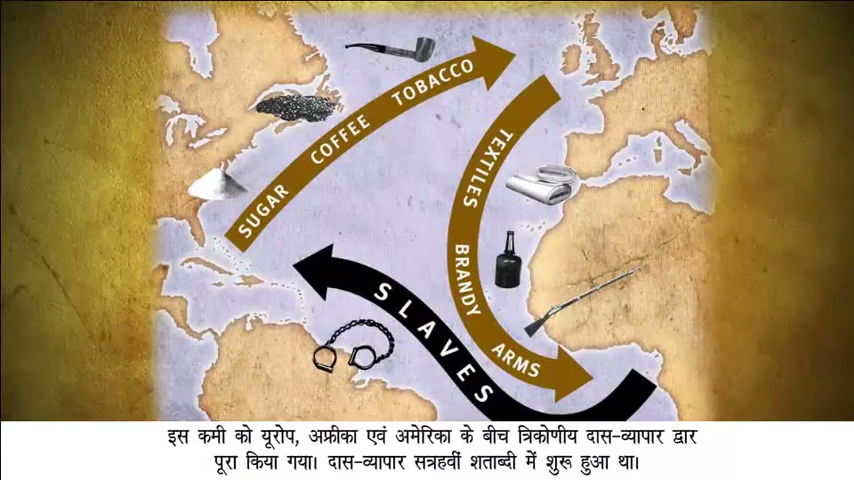 SUGAR COFFEE TOBACCO
TEXTILES BRANDY ARMS
SLAVES
इस कमी को यूरोप, अफ्रीका एवं अमेरिका के बीच त्रिकोणीय दास-व्यापार द्वार
पूरा किया गया। दास-व्यापार सत्रहवीं शताब्दी में शुरू हुआ था।